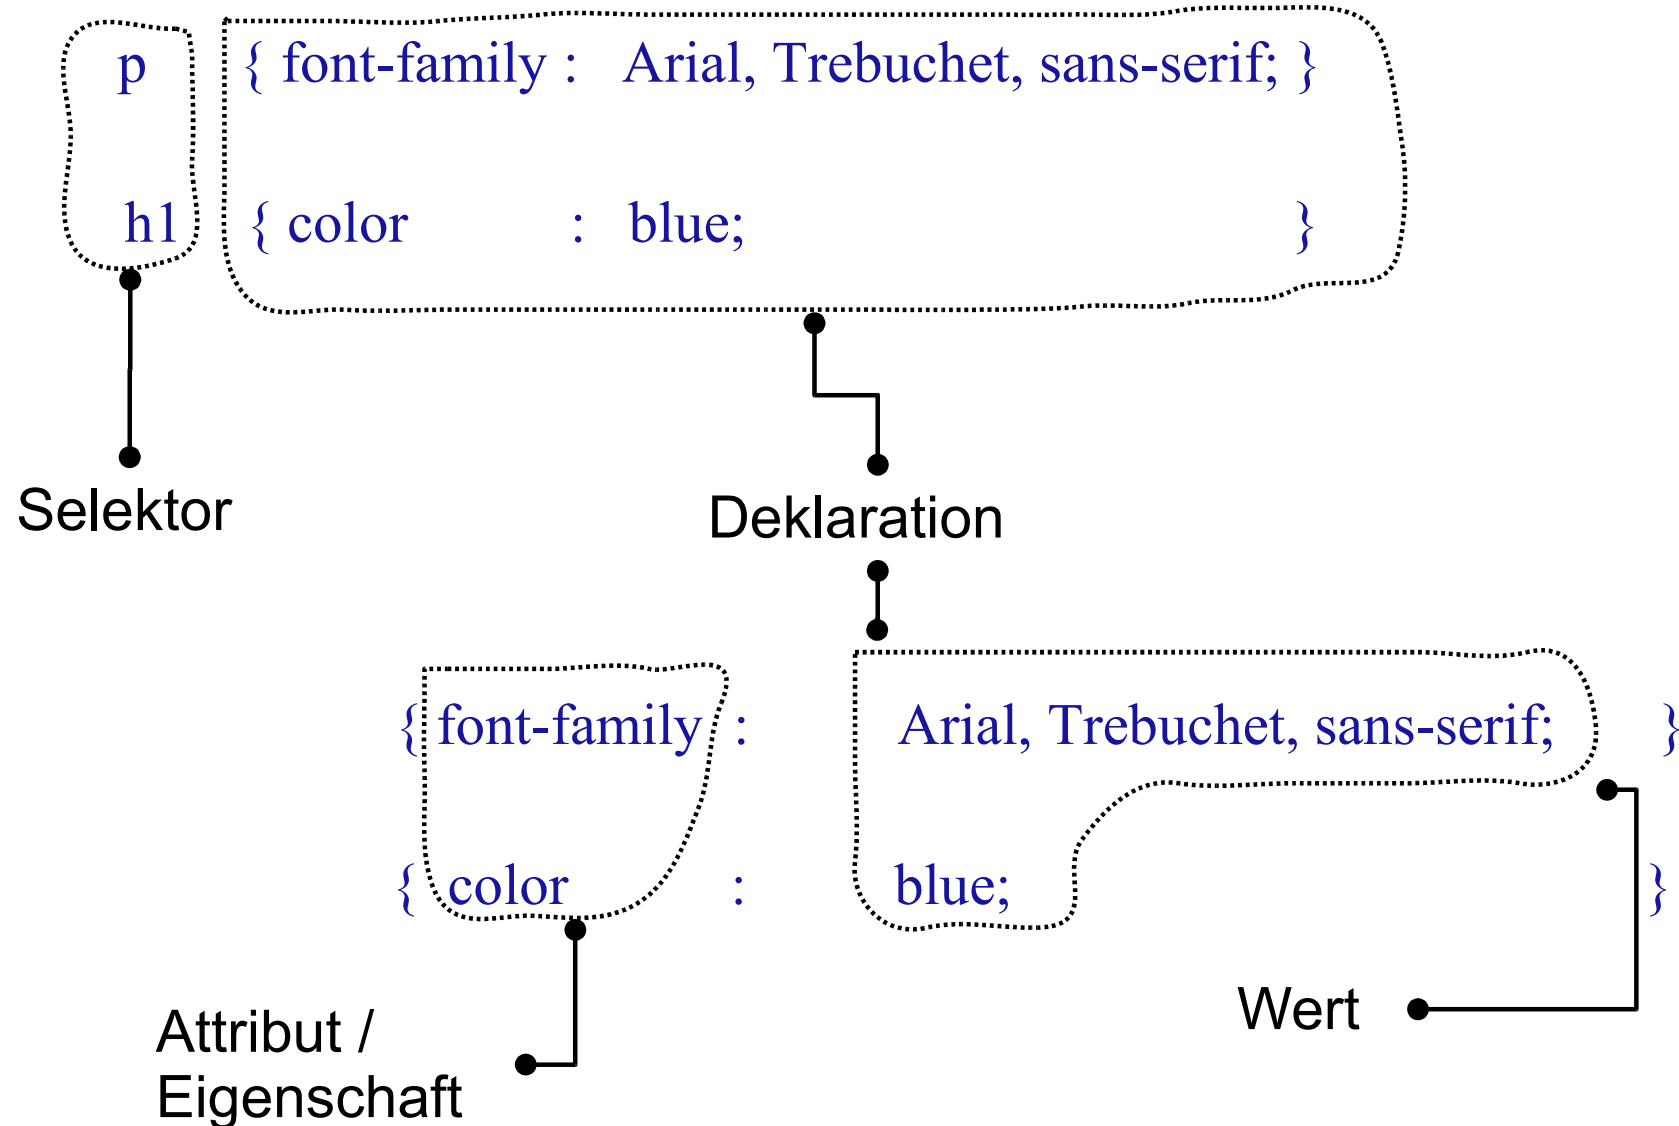 p { font-family : Arial, Trebuchet, sans-serif; }
h1 { color : blue; }
Selektor
Deklaration
{ font-family : Arial, Trebuchet, sans-serif; }
{ color : blue; }
Wert
Attribut /
Eigenschaft